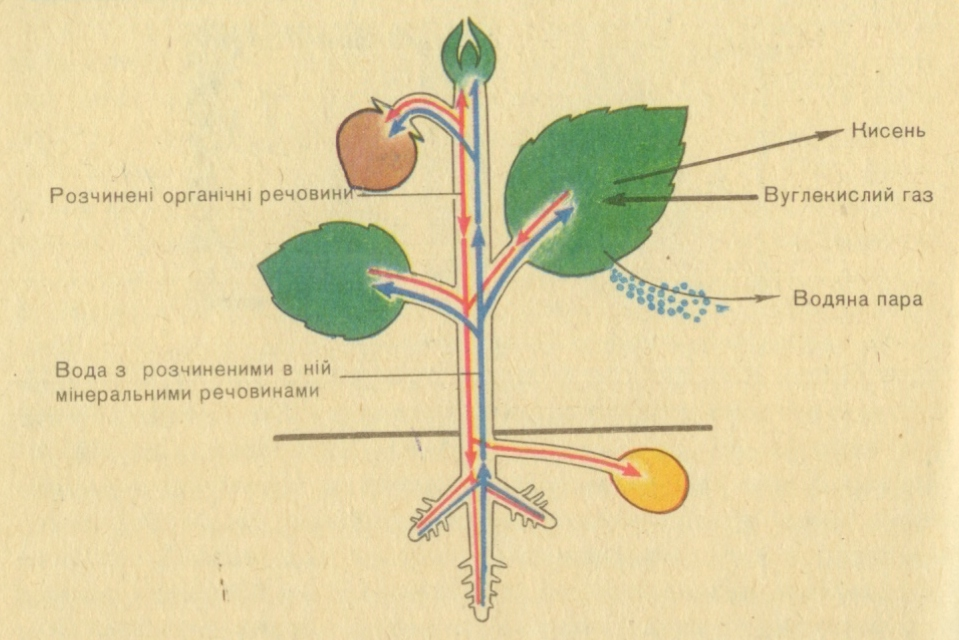 Кисень
Розчинені органічні речовини
Вуглекислий газ
Водяна пара
Вода з розчиненими в ній
мінеральними речовинами